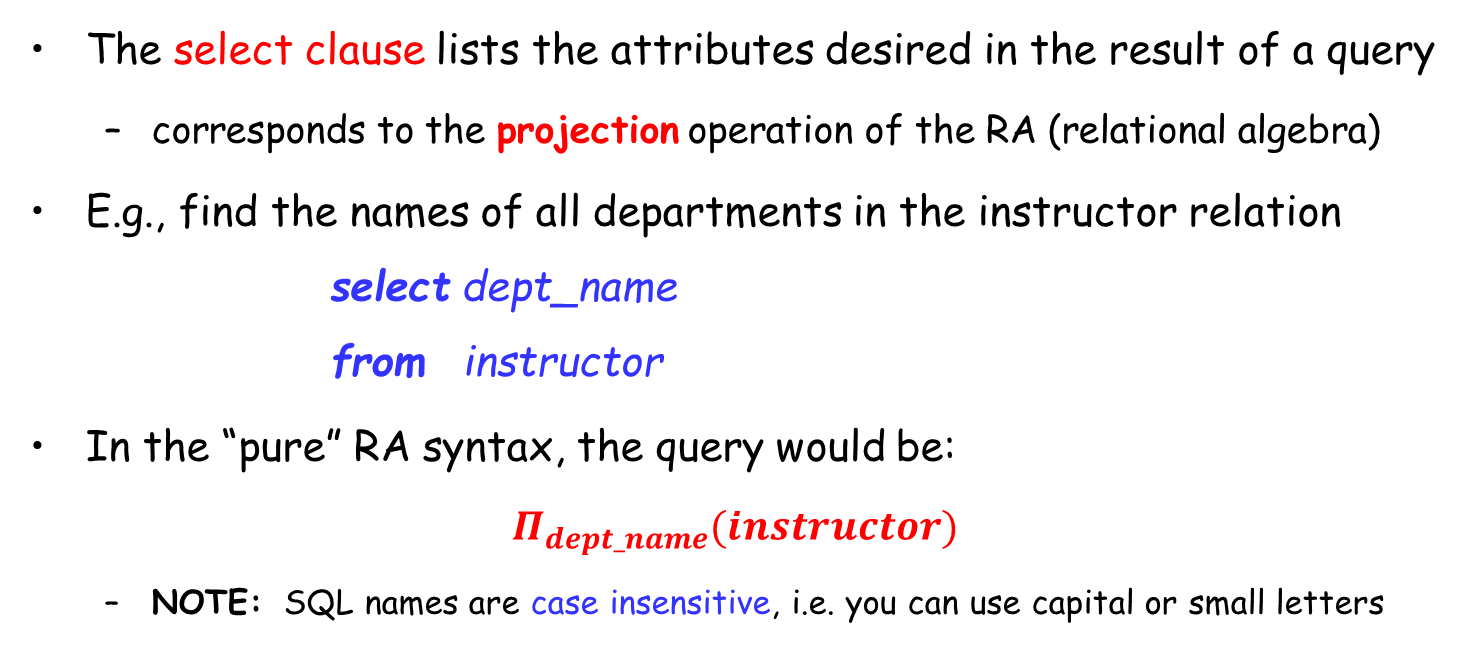 • The select clause lists the attributes desired in the result of a query
– corresponds to the projection operation of the RA (relational algebra)
• E.g., find the names of all departments in the instructor relation
select dept_name
from instructor
• In the “pure” RA syntax, the query would be:
Π_dept_name(instructor)
– NOTE: SQL names are case insensitive, i.e. you can use capital or small letters